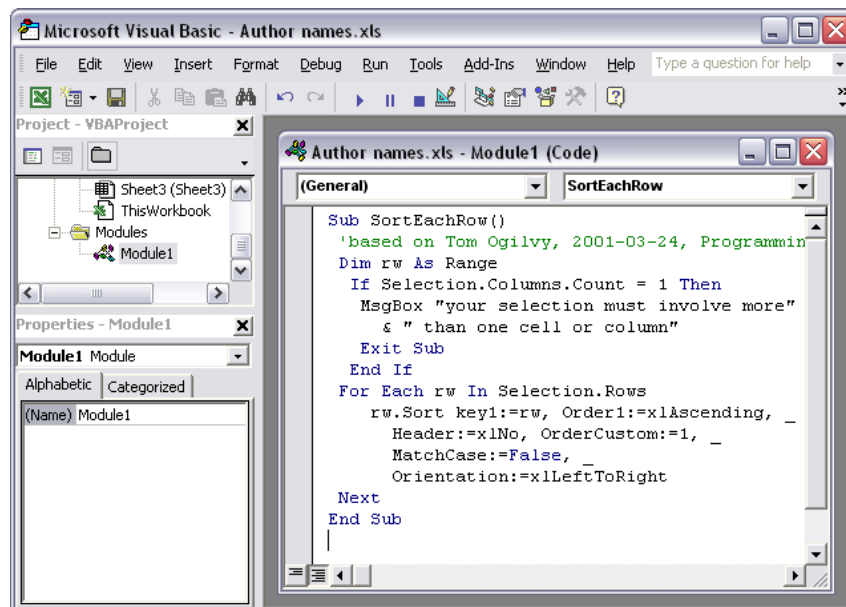 Microsoft Visual Basic - Author names.xls
File Edit View Insert Format Debug Run Tools Add-Ins Window Help Type a question for help
Project - VBAProject
Sheet3 (Sheet3)
ThisWorkbook
Modules
Module1
Properties - Module1
Module1 Module
Alphabetic Categorized
(Name) Module1
Author names.xls - Module1 (Code)
(General) SortEachRow
Sub SortEachRow()
'based on Tom Ogilvy, 2001-03-24, Programmin
Dim rw As Range
If Selection.Columns.Count = 1 Then
MsgBox "your selection must involve more"
& " than one cell or column"
Exit Sub
End If
For Each rw In Selection.Rows
rw.Sort key1:=rw, Order1:=xlAscending, _
Header:=xlNo, OrderCustom:=1, _
MatchCase:=False, _
Orientation:=xlLeftToRight
Next
End Sub